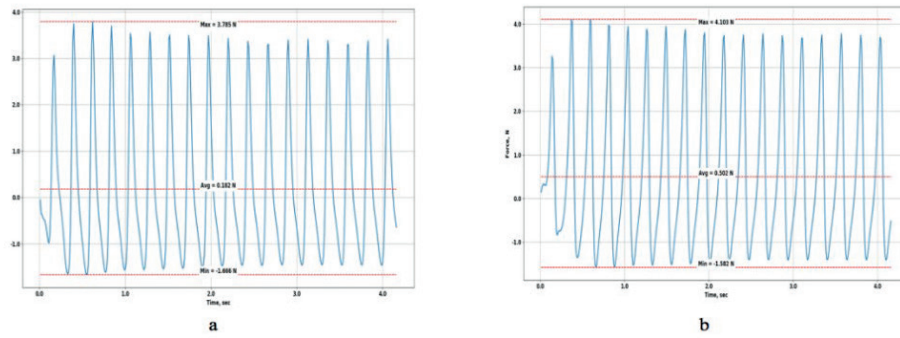 4.0
Max = 3.785 N
3.0
2.0
1.0
Avg = 0.182 N
0.0
-1.0
Min = -1.666 N
0.0 1.0 2.0 3.0 4.0
Time, sec
a
Max = 4.103 N
4.0
3.0
2.0
Force, N
1.0
Avg = 0.502 N
0.0
-1.0
Min = -1.582 N
0.0 1.0 2.0 3.0 4.0
Time, sec
b